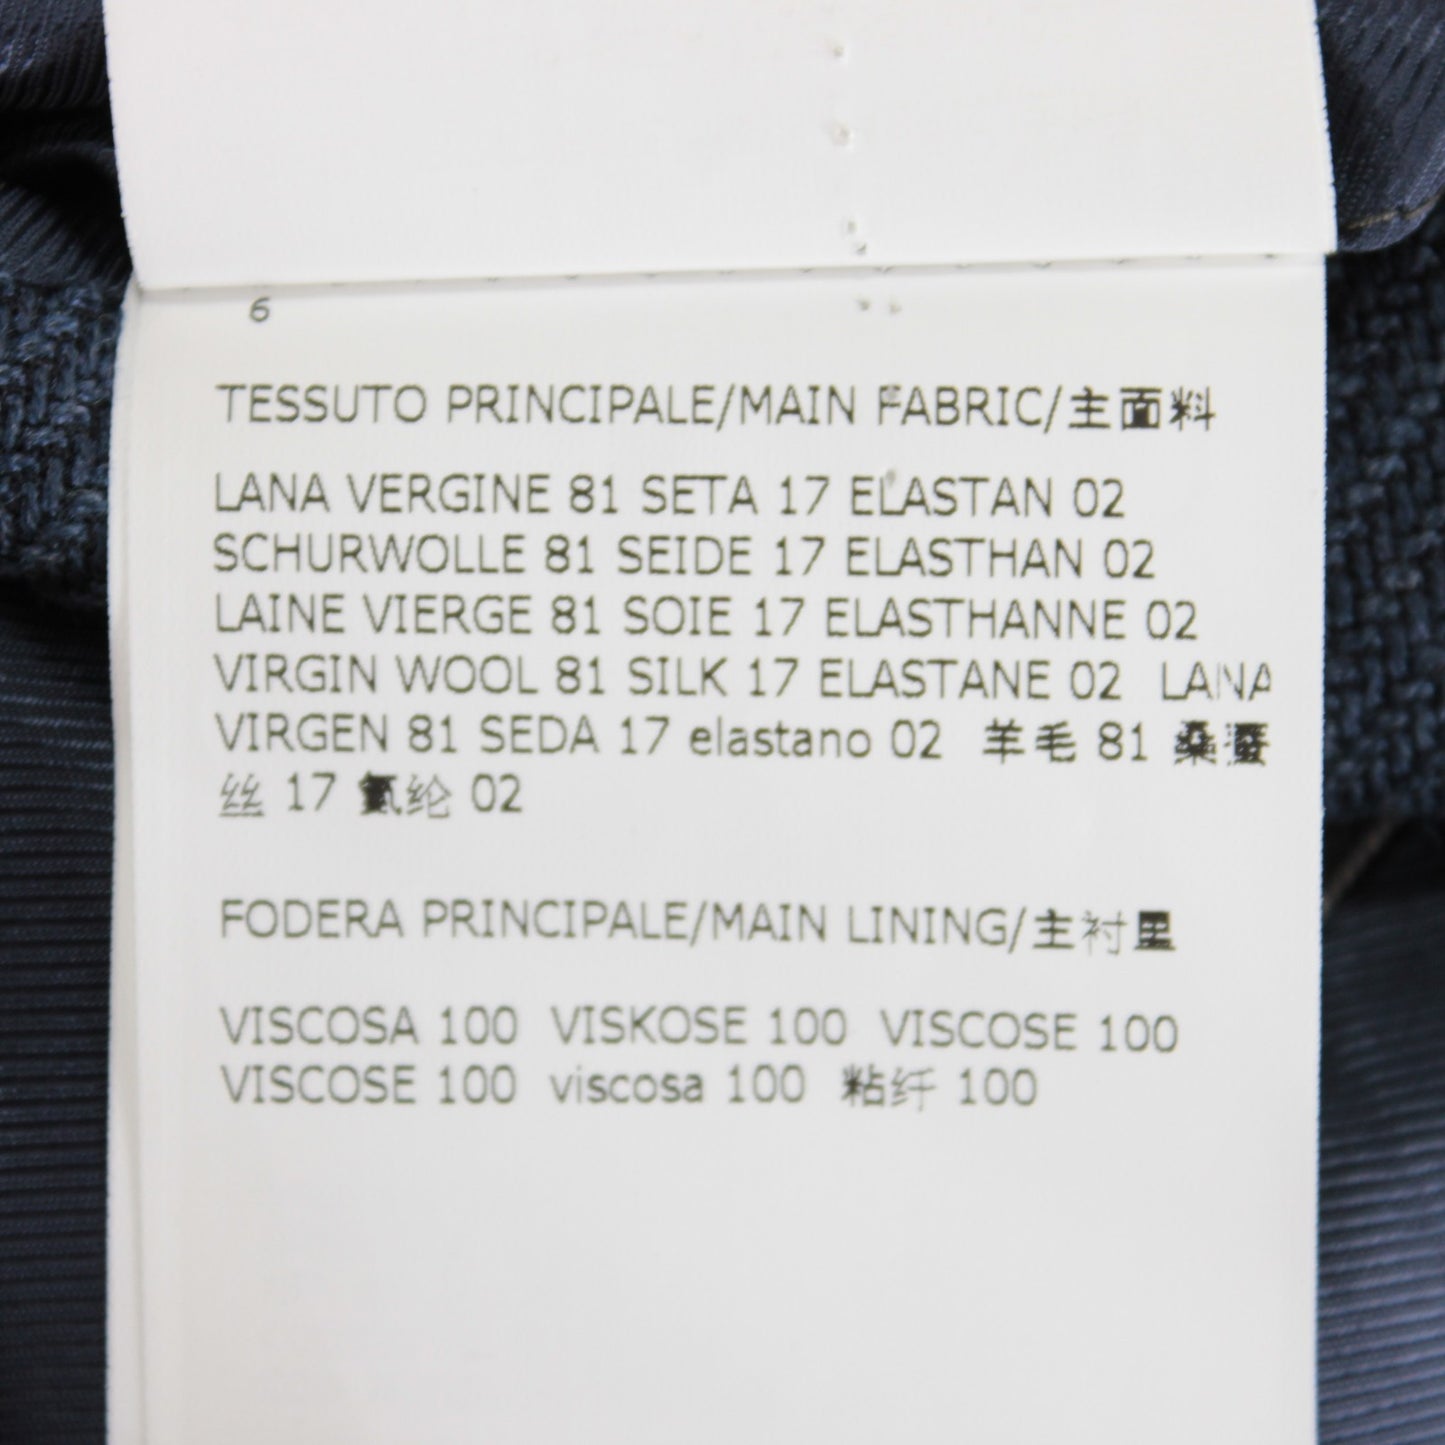 6
TESSUTO PRINCIPALE/MAIN FABRIC/主面料
LANA VERGINE 81 SETA 17 ELASTAN 02
SCHURWOLLE 81 SEIDE 17 ELASTHAN 02
LAINE VIERGE 81 SOIE 17 ELASTHANNE 02
VIRGIN WOOL 81 SILK 17 ELASTANE 02 LANA
VIRGEN 81 SEDA 17 elastano 02 羊毛 81 桑蚕
丝 17 氨纶 02
FODERA PRINCIPALE/MAIN LINING/主衬里
VISCOSA 100 VISKOSE 100 VISCOSE 100
VISCOSE 100 viscosa 100 粘纤 100